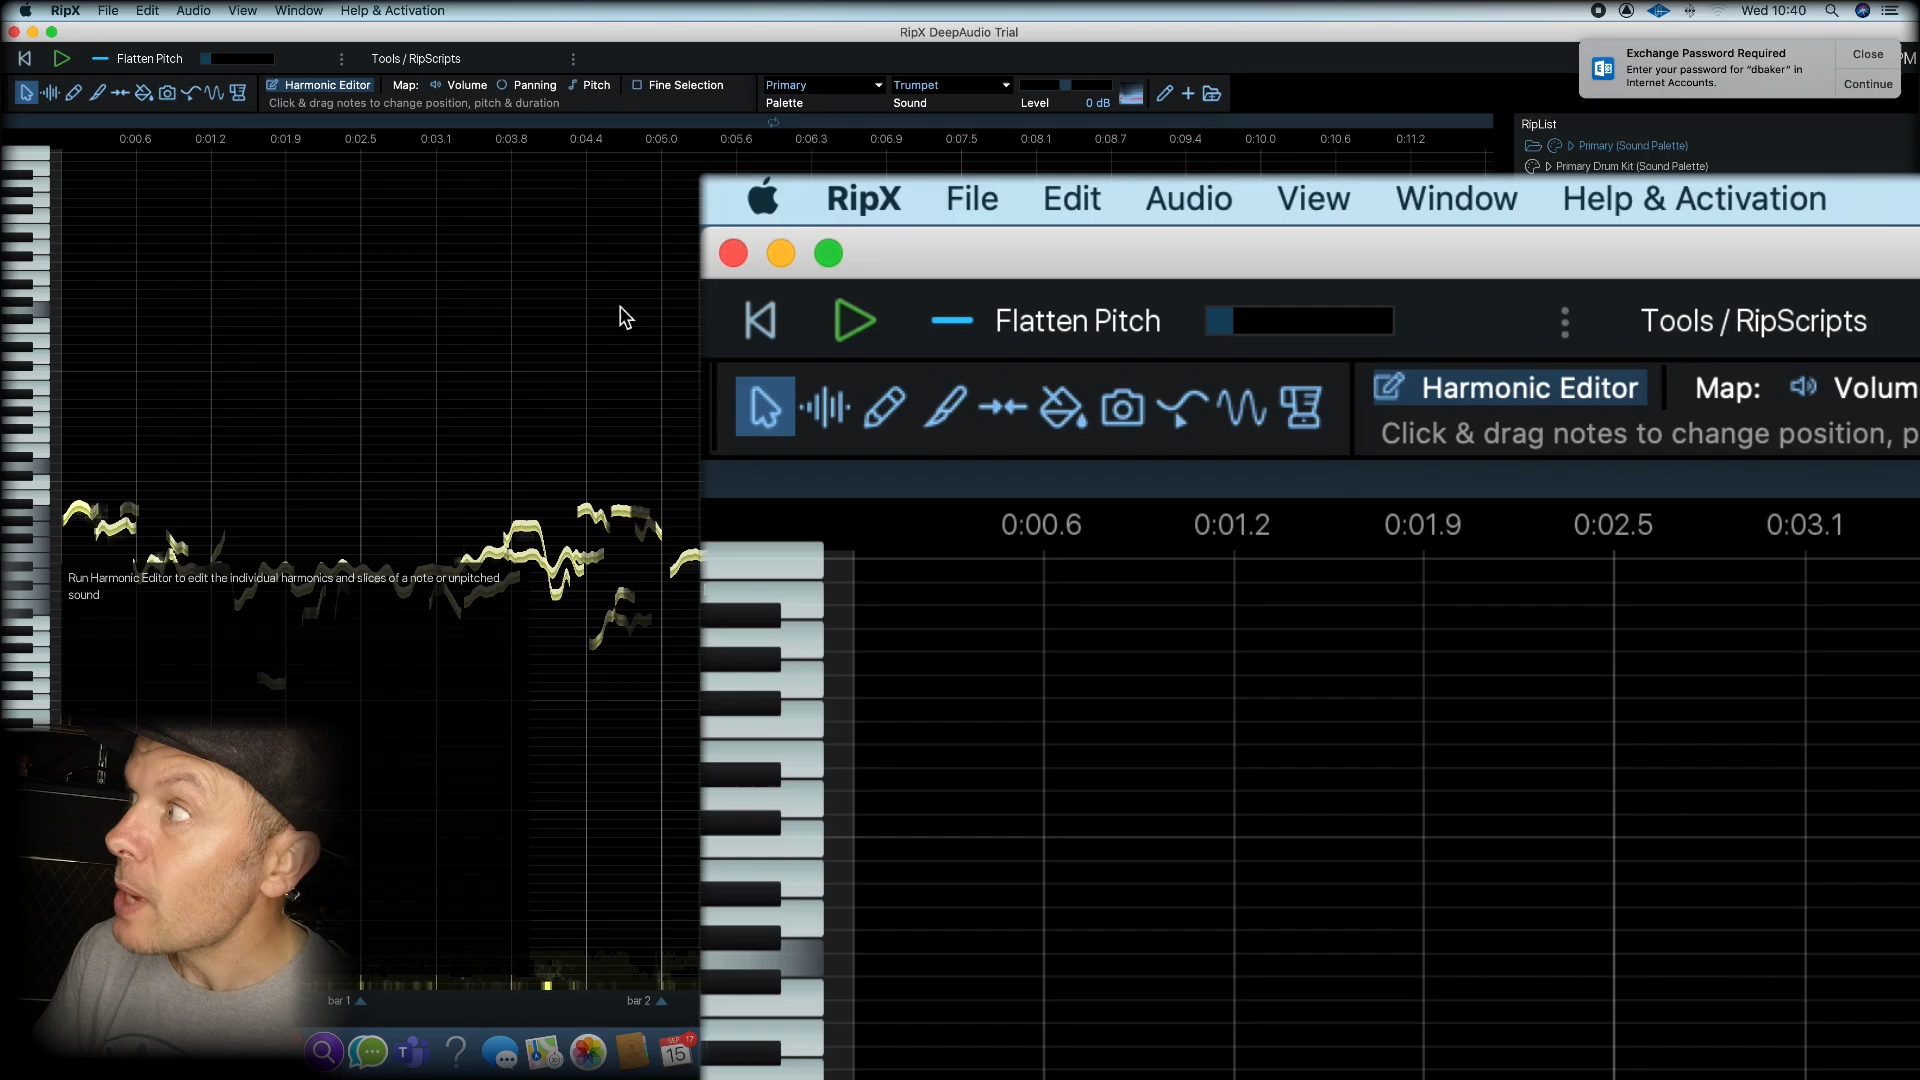 RipX File Edit Audio View Window Help & Activation Wed 10:40
RipX DeepAudio Trial
Flatten Pitch Tools / RipScripts
Exchange Password Required
Enter your password for “dbaker” in
Internet Accounts.
Close
Continue
PM
Harmonic Editor Map: Volume Panning Pitch Fine Selection
Click & drag notes to change position, pitch & duration
Primary Trumpet
Palette Sound Level 0 dB
0:00.6 0:01.2 0:01.9 0:02.5 0:03.1 0:03.8 0:04.4 0:05.0 0:05.6 0:06.3 0:06.9 0:07.5 0:08.1 0:08.7 0:09.4 0:10.0 0:10.6 0:11.2
RipList
Primary (Sound Palette)
Primary Drum Kit (Sound Palette)
RipX File Edit Audio View Window Help & Activation
Flatten Pitch Tools / RipScripts
Harmonic Editor Map: Volum
Click & drag notes to change position, p
0:00.6 0:01.2 0:01.9 0:02.5 0:03.1
Run Harmonic Editor to edit the individual harmonics and slices of a note or unpitched
sound
bar 1 bar 2
T ? SEP 15 17